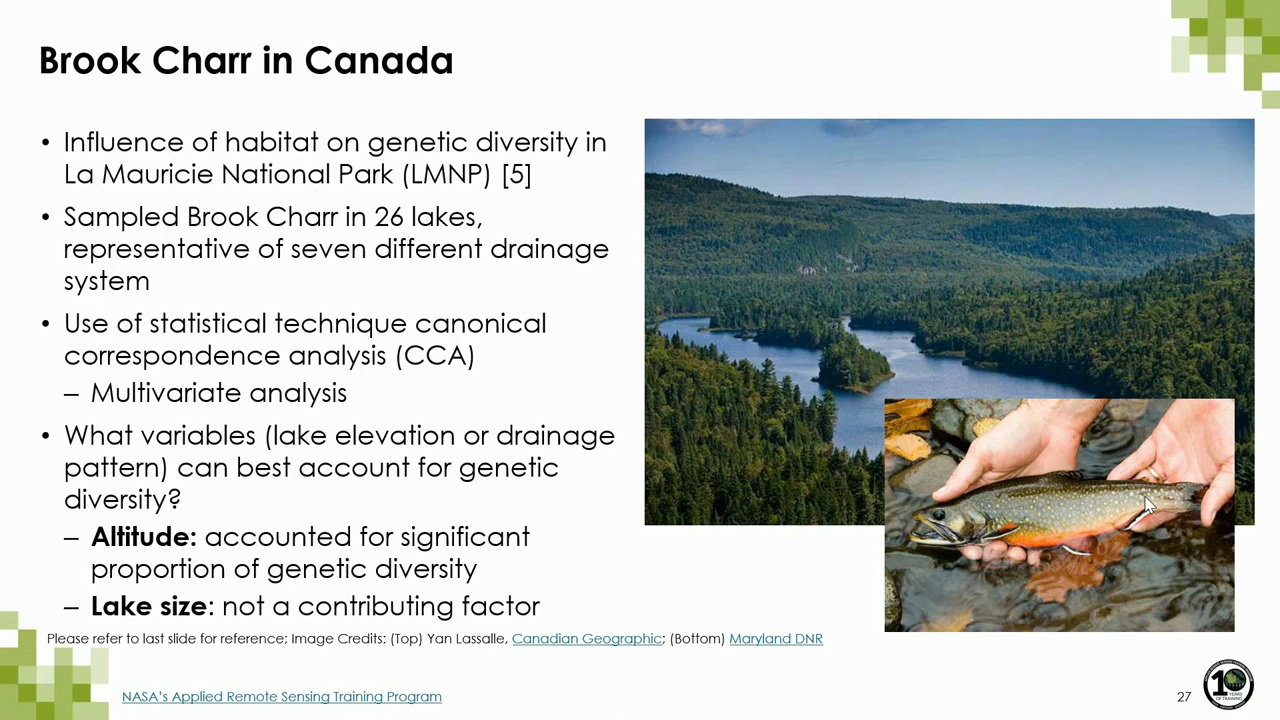 Brook Charr in Canada
• Influence of habitat on genetic diversity in
La Mauricie National Park (LMNP) [5]
• Sampled Brook Charr in 26 lakes,
representative of seven different drainage
system
• Use of statistical technique canonical
correspondence analysis (CCA)
– Multivariate analysis
• What variables (lake elevation or drainage
pattern) can best account for genetic
diversity?
– Altitude: accounted for significant
proportion of genetic diversity
– Lake size: not a contributing factor
Please refer to last slide for reference; Image Credits: (Top) Yan Lassalle, Canadian Geographic; (Bottom) Maryland DNR
NASA's Applied Remote Sensing Training Program
27
10
YEARS
OF TRAINING